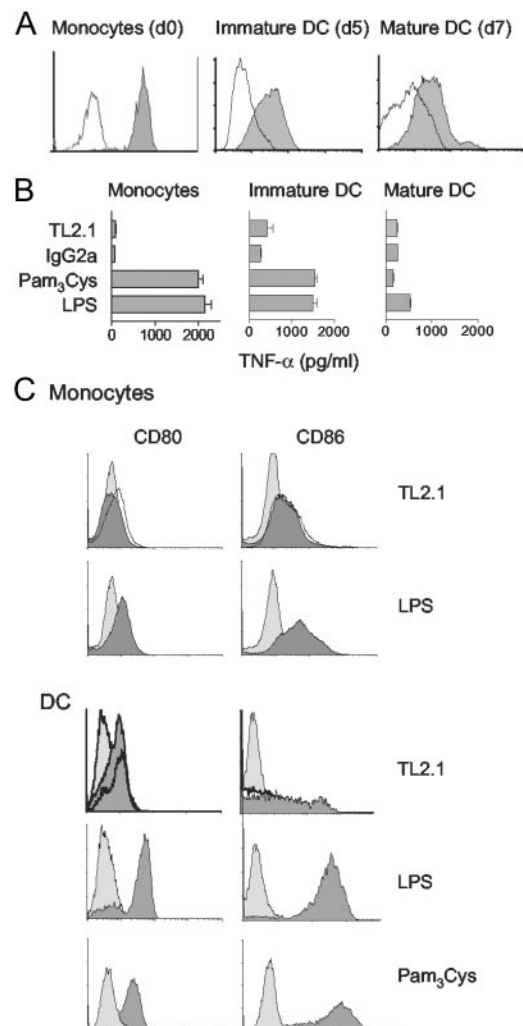 A Monocytes (d0) Immature DC (d5) Mature DC (d7)
B Monocytes Immature DC Mature DC
TL2.1
IgG2a
Pam₃Cys
LPS
0 1000 2000 0 1000 2000 0 1000 2000
TNF-α (pg/ml)
C Monocytes
CD80 CD86
TL2.1
LPS
DC
TL2.1
LPS
Pam₃Cys